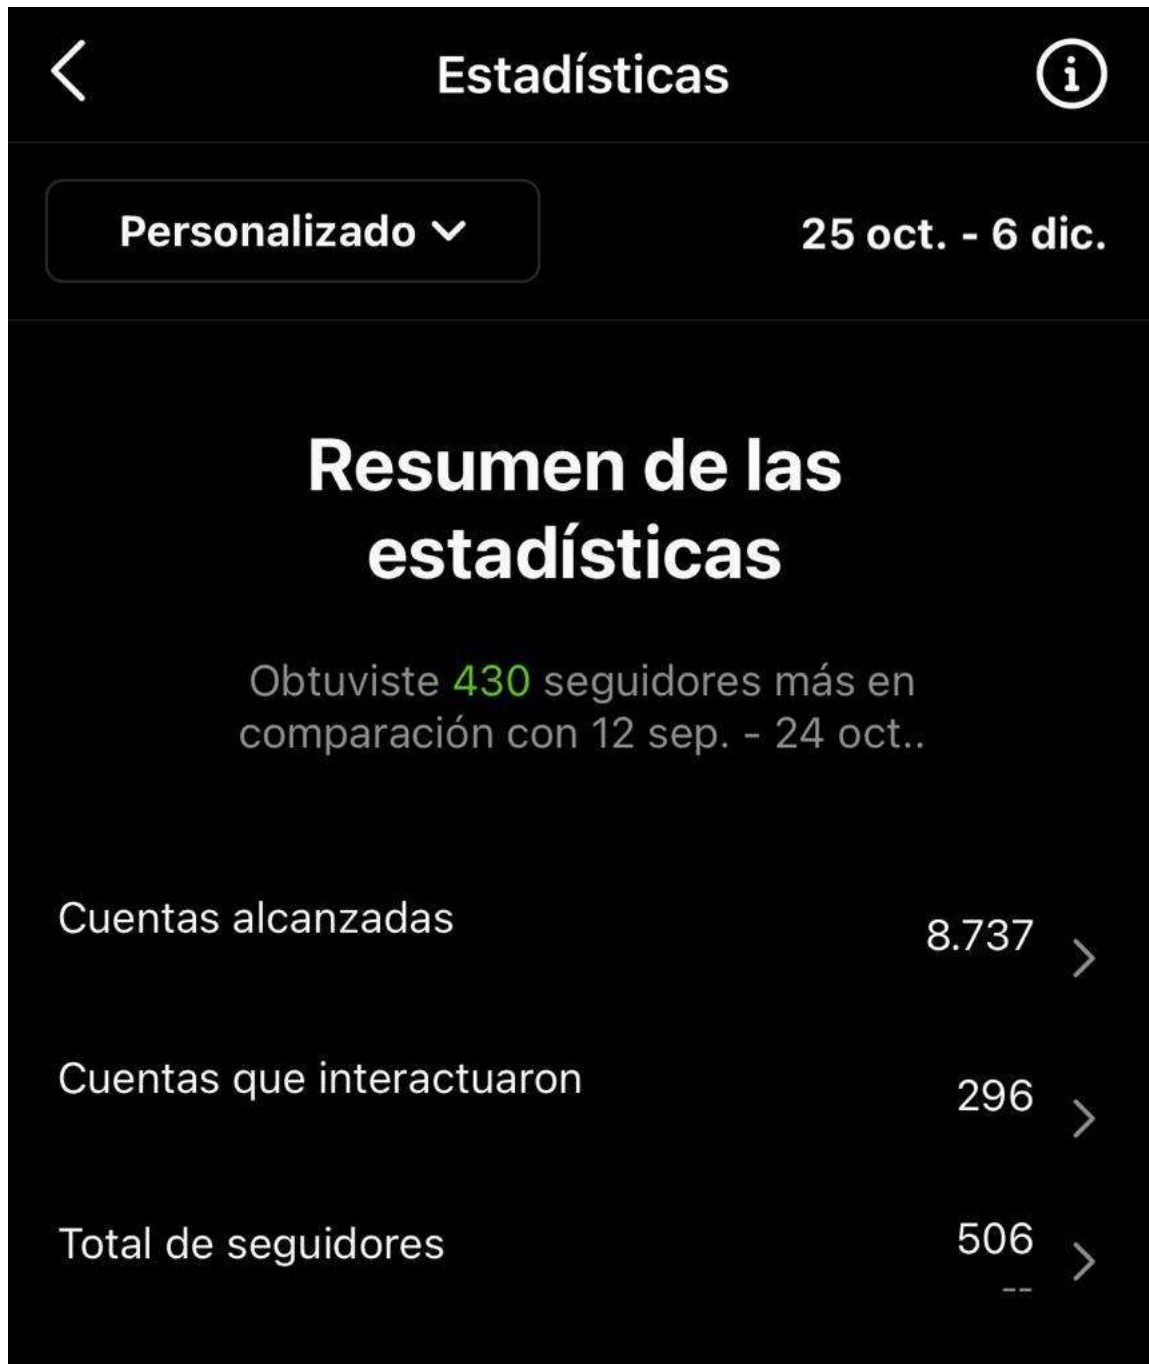 Estadísticas
Personalizado
25 oct. - 6 dic.
Resumen de las
estadísticas
Obtuviste 430 seguidores más en
comparación con 12 sep. - 24 oct..
Cuentas alcanzadas
8.737
Cuentas que interactuaron
296
Total de seguidores
506
--